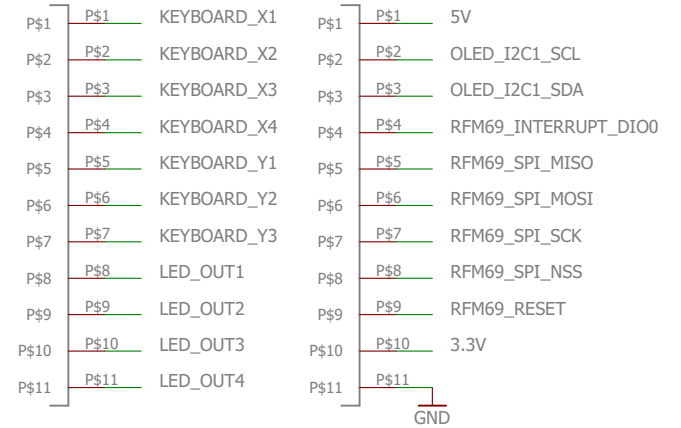 P$1 P$1 KEYBOARD_X1 P$1 P$1 5V
P$2 P$2 KEYBOARD_X2 P$2 P$2 OLED_I2C1_SCL
P$3 P$3 KEYBOARD_X3 P$3 P$3 OLED_I2C1_SDA
P$4 P$4 KEYBOARD_X4 P$4 P$4 RFM69_INTERRUPT_DIO0
P$5 P$5 KEYBOARD_Y1 P$5 P$5 RFM69_SPI_MISO
P$6 P$6 KEYBOARD_Y2 P$6 P$6 RFM69_SPI_MOSI
P$7 P$7 KEYBOARD_Y3 P$7 P$7 RFM69_SPI_SCK
P$8 P$8 LED_OUT1 P$8 P$8 RFM69_SPI_NSS
P$9 P$9 LED_OUT2 P$9 P$9 RFM69_RESET
P$10 P$10 LED_OUT3 P$10 P$10 3.3V
P$11 P$11 LED_OUT4 P$11 P$11
GND